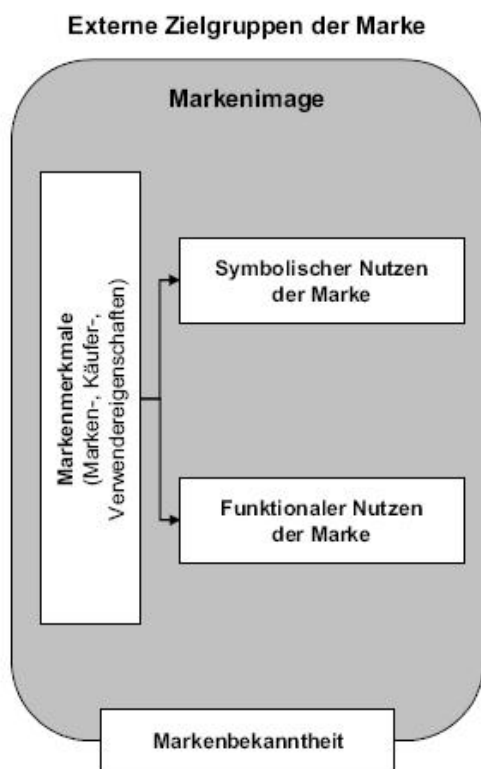 Externe Zielgruppen der Marke
Markenimage
Markenmerkmale
(Marken-, Käufer-,
Verwendereigenschaften)
Symbolischer Nutzen
der Marke
Funktionaler Nutzen
der Marke
Markenbekanntheit